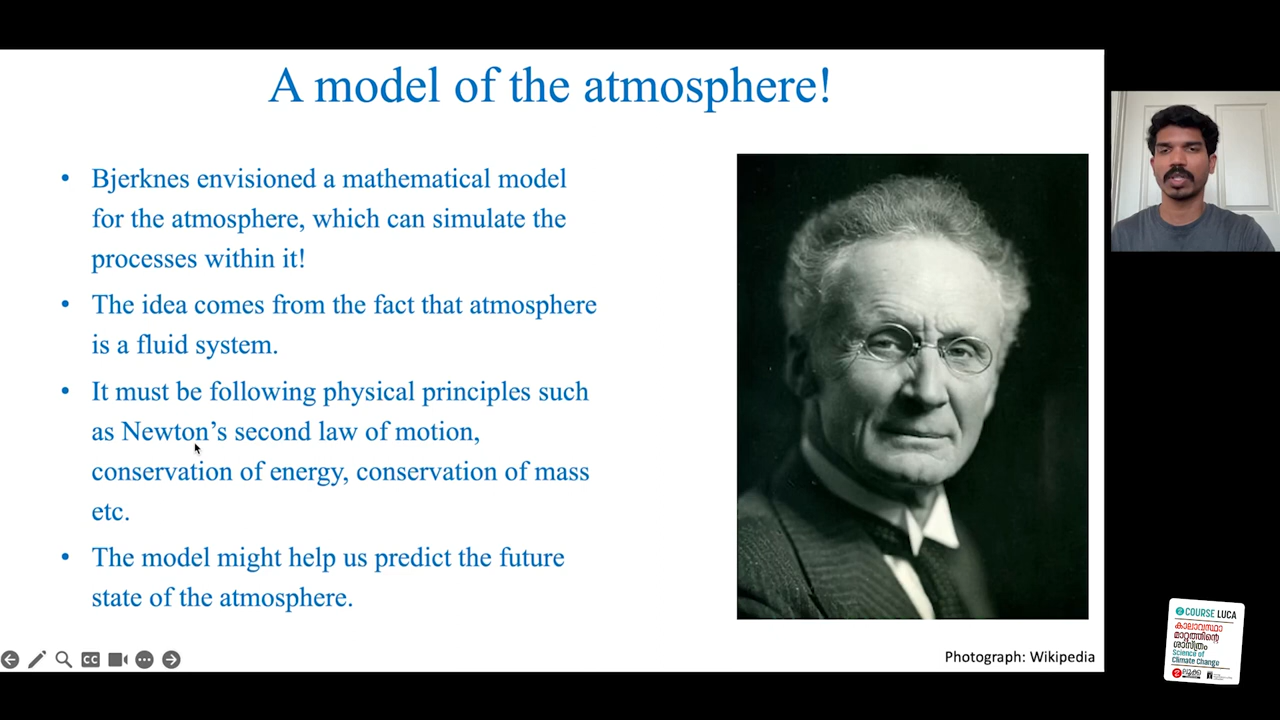 A model of the atmosphere!
• Bjerknes envisioned a mathematical model
for the atmosphere, which can simulate the
processes within it!
• The idea comes from the fact that atmosphere
is a fluid system.
• It must be following physical principles such
as Newton’s second law of motion,
conservation of energy, conservation of mass
etc.
• The model might help us predict the future
state of the atmosphere.
CC
Photograph: Wikipedia
COURSE LUCA
കാലാവസ്ഥാ
മാറ്റത്തിന്റെ
ശാസ്ത്രം
Science of
Climate Change
ലൂക്ക